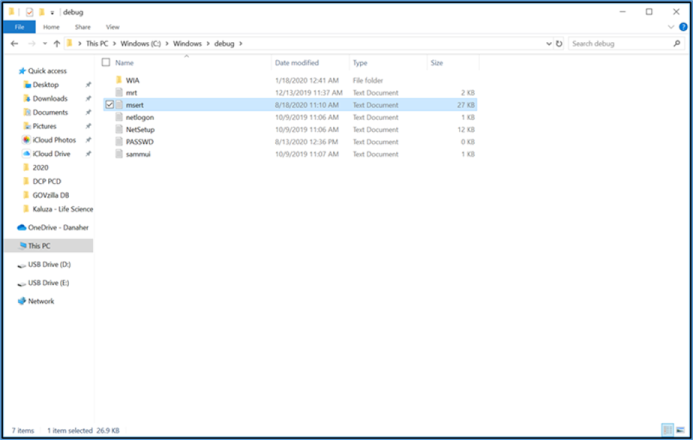 debug
File Home Share View
This PC Windows (C:) Windows debug Search debug
Name Date modified Type Size
Quick access
Desktop
Downloads
Documents
Pictures
iCloud Photos
iCloud Drive
2020
DCP PCD
GOVzilla DB
Kaluza - Life Science
OneDrive - Danaher
This PC
USB Drive (D:)
USB Drive (E:)
Network
WIA 1/18/2020 12:41 AM File folder
mrt 12/13/2019 11:37 AM Text Document 2 KB
msert 8/18/2020 11:10 AM Text Document 27 KB
netlogon 10/9/2019 11:06 AM Text Document 1 KB
NetSetup 10/9/2019 11:06 AM Text Document 12 KB
PASSWD 8/13/2020 12:36 PM Text Document 0 KB
sammui 10/9/2019 11:07 AM Text Document 1 KB
7 items 1 item selected 26.9 KB